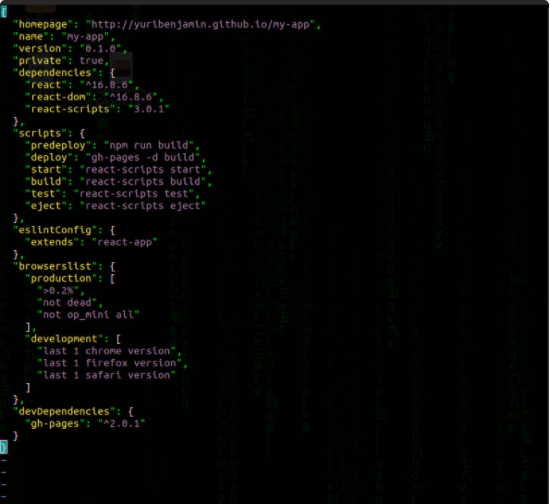 {
  "homepage": "http://yuribenjamin.github.io/my-app",
  "name": "my-app",
  "version": "0.1.0",
  "private": true,
  "dependencies": {
    "react": "^16.8.6",
    "react-dom": "^16.8.6",
    "react-scripts": "3.0.1"
  },
  "scripts": {
    "predeploy": "npm run build",
    "deploy": "gh-pages -d build",
    "start": "react-scripts start",
    "build": "react-scripts build",
    "test": "react-scripts test",
    "eject": "react-scripts eject"
  },
  "eslintConfig": {
    "extends": "react-app"
  },
  "browserslist": {
    "production": [
      ">0.2%",
      "not dead",
      "not op_mini all"
    ],
    "development": [
      "last 1 chrome version",
      "last 1 firefox version",
      "last 1 safari version"
    ]
  },
  "devDependencies": {
    "gh-pages": "^2.0.1"
  }
}
~
~
~
~